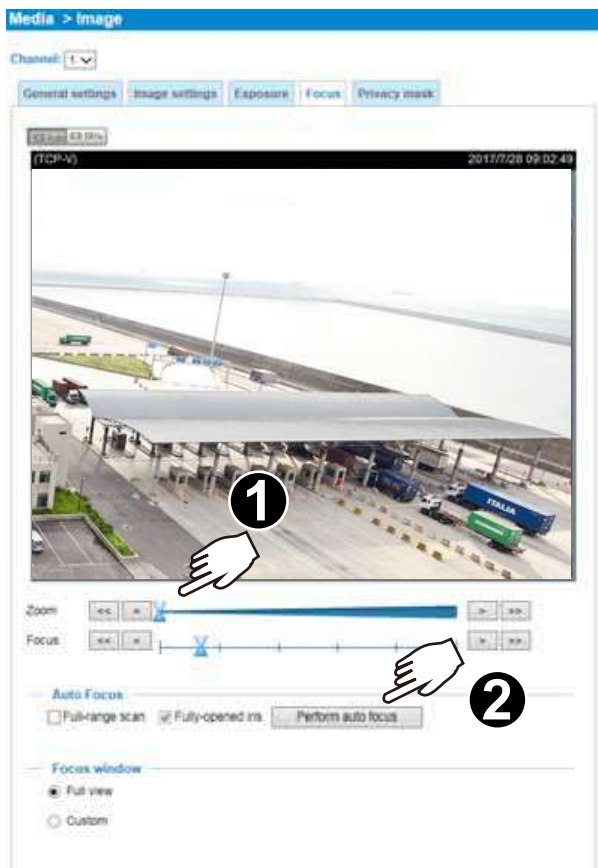 Media > Image
Channel: 1
General settings Image settings Exposure Focus Privacy mask
(TCP-V) 2017/7/28 09:02:49
ITALIA
1
Zoom << < > >>
Focus << < > >>
2
Auto Focus
Full-range scan Fully-opened iris Perform auto focus
Focus window
Full view
Custom